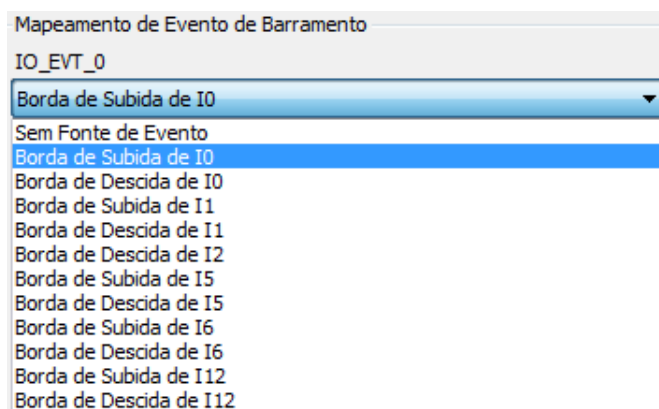 Mapeamento de Evento de Barramento
IO_EVT_0
Borda de Subida de I0
Sem Fonte de Evento
Borda de Subida de I0
Borda de Descida de I0
Borda de Subida de I1
Borda de Descida de I1
Borda de Descida de I2
Borda de Subida de I5
Borda de Descida de I5
Borda de Subida de I6
Borda de Descida de I6
Borda de Subida de I12
Borda de Descida de I12